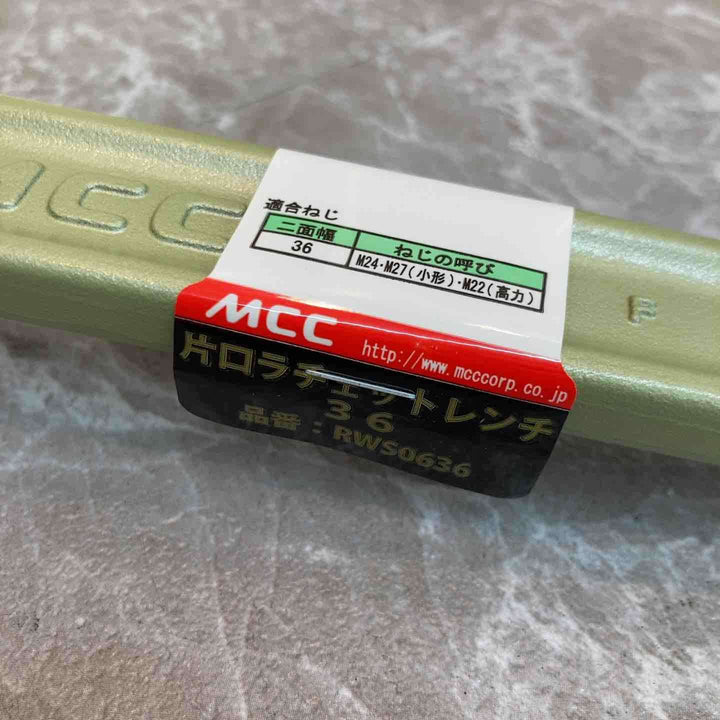 MCC
適合ねじ
二面幅 ねじの呼び
36 M24・M27(小形)・M22(高力)
MCC http://www.mcccorp.co.jp
片口ラチェットレンチ
36
品番：RWS0636
F